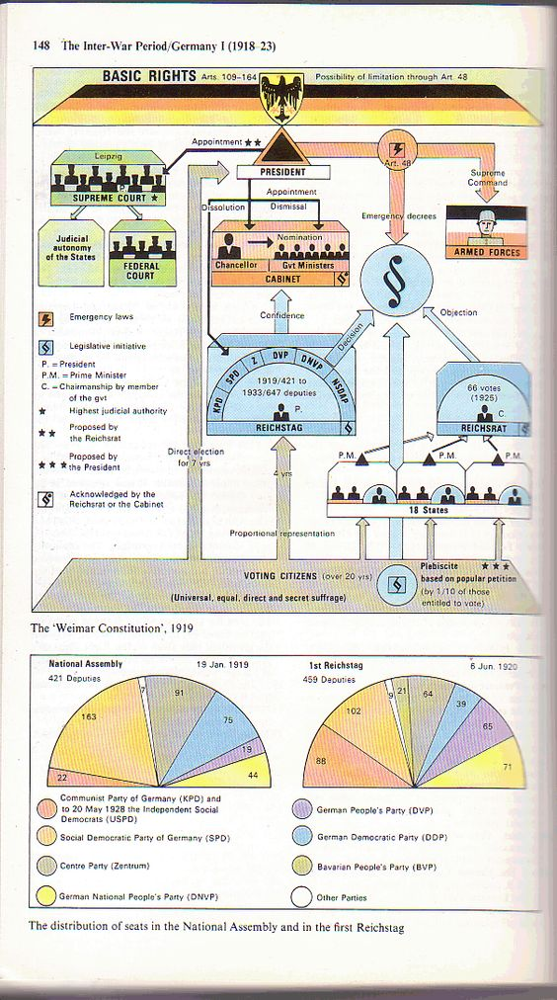 148 The Inter-War Period/Germany I (1918–23)
BASIC RIGHTS Arts. 109–164 Possibility of limitation through Art. 48
Appointment ★★
Leipzig
P.
SUPREME COURT ★
PRESIDENT
Art. 48
Supreme
Command
Appointment
Dissolution
Dismissal
Emergency decrees
Judicial
autonomy
of the States
FEDERAL
COURT
Nomination
Chancellor
Gvt Ministers
CABINET
§
ARMED FORCES
§
Emergency laws
§ Legislative initiative
P. = President
P.M. = Prime Minister
C. = Chairmanship by member
of the gvt
★ Highest judicial authority
★★ Proposed by
the Reichsrat
★★★ Proposed by
the President
§ Acknowledged by the
Reichsrat or the Cabinet
Confidence
Decision
Objection
KPD SPD Z DVP DNVP NSDAP
1919/421 to
1933/647 deputies
P.
REICHSTAG §
66 votes
(1925)
C.
REICHSRAT §
P.M. P.M. P.M.
18 States
Direct election
for 7 yrs
4 yrs
Proportional representation
VOTING CITIZENS (over 20 yrs)
(Universal, equal, direct and secret suffrage)
§
Plebiscite ★★★
based on popular petition
(by 1/10 of those
entitled to vote)
The 'Weimar Constitution', 1919
National Assembly 19 Jan. 1919
421 Deputies
22
163
7
91
75
19
44
1st Reichstag 6 Jun. 1920
459 Deputies
88
102
9
21
64
39
65
71
Communist Party of Germany (KPD) and
to 20 May 1928 the Independent Social
Democrats (USPD)
Social Democratic Party of Germany (SPD)
Centre Party (Zentrum)
German National People's Party (DNVP)
German People's Party (DVP)
German Democratic Party (DDP)
Bavarian People's Party (BVP)
Other Parties
The distribution of seats in the National Assembly and in the first Reichstag